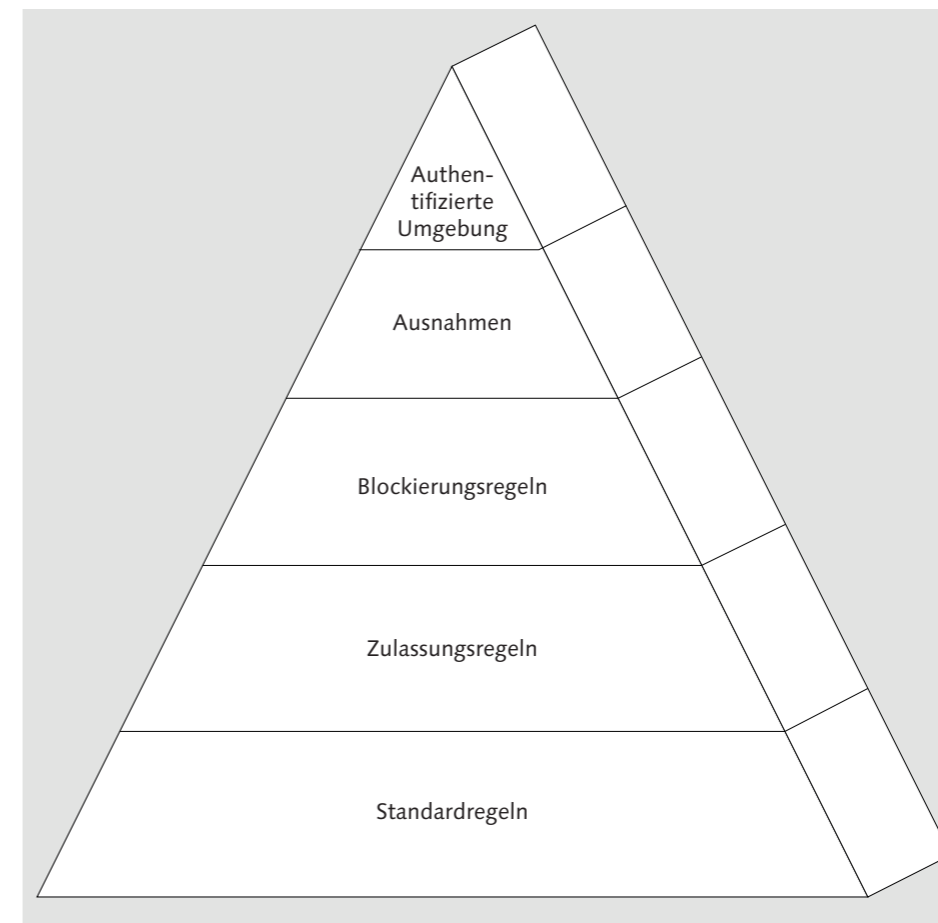 Authen-
tifizierte
Umgebung
Ausnahmen
Blockierungsregeln
Zulassungsregeln
Standardregeln